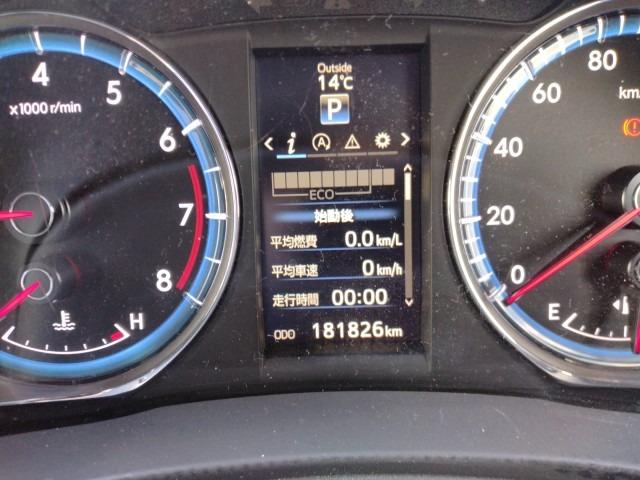 Outside
14℃
P
< i A >
ECO
始動後
平均燃費 0.0 km/L
平均車速 0 km/h
走行時間 00:00
ODO 181826 km
4
5
6
7
8
x1000 r/min
H
80
60
40
20
0
km/
E